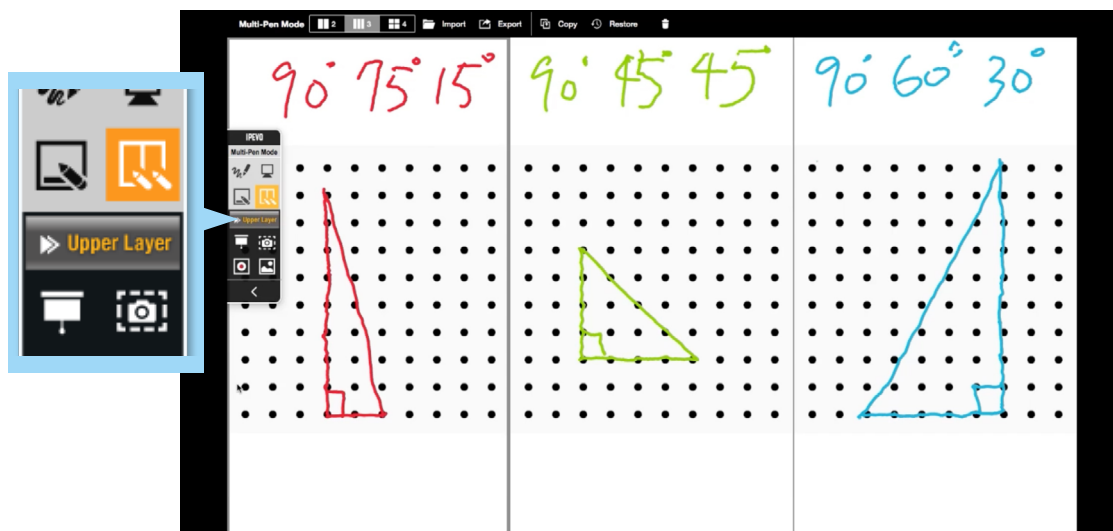 Multi-Pen Mode 2 3 4 Import Export Copy Restore
90° 75° 15° 90° 45° 45° 90° 60° 30°
IPEVO
Multi-Pen Mode
Upper Layer
Upper Layer